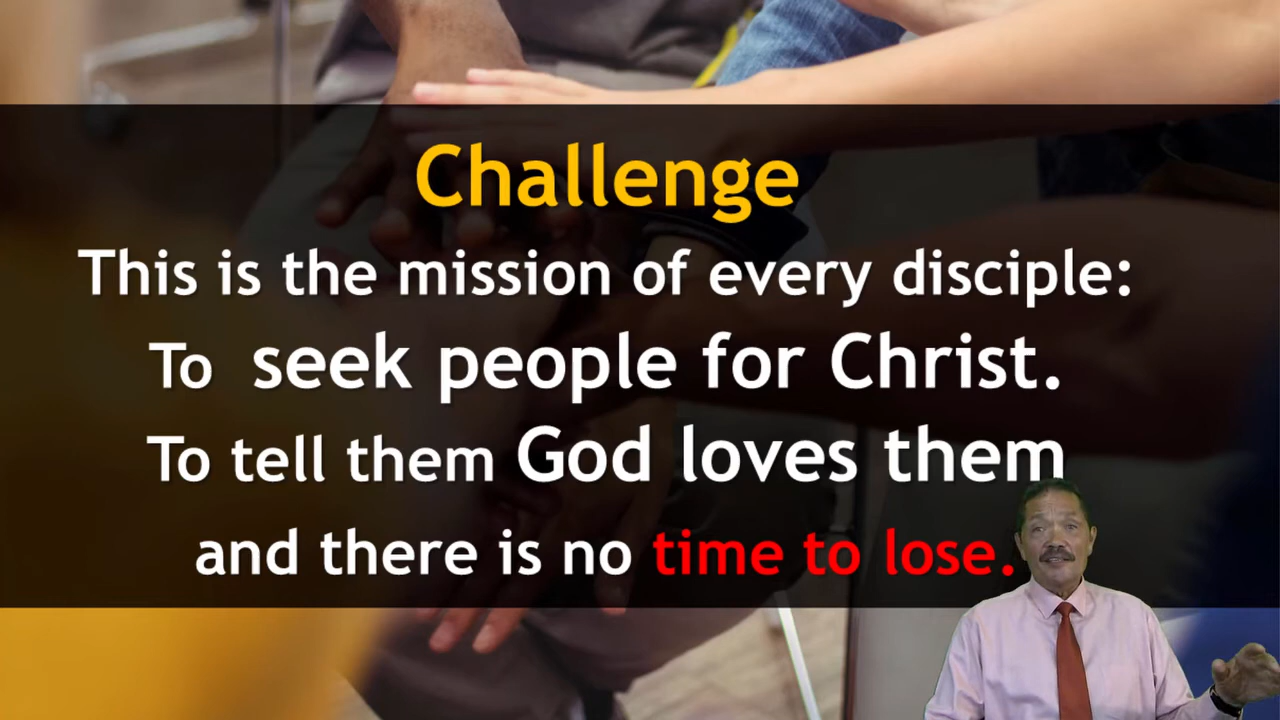 Challenge
This is the mission of every disciple:
To seek people for Christ.
To tell them God loves them
and there is no time to lose.